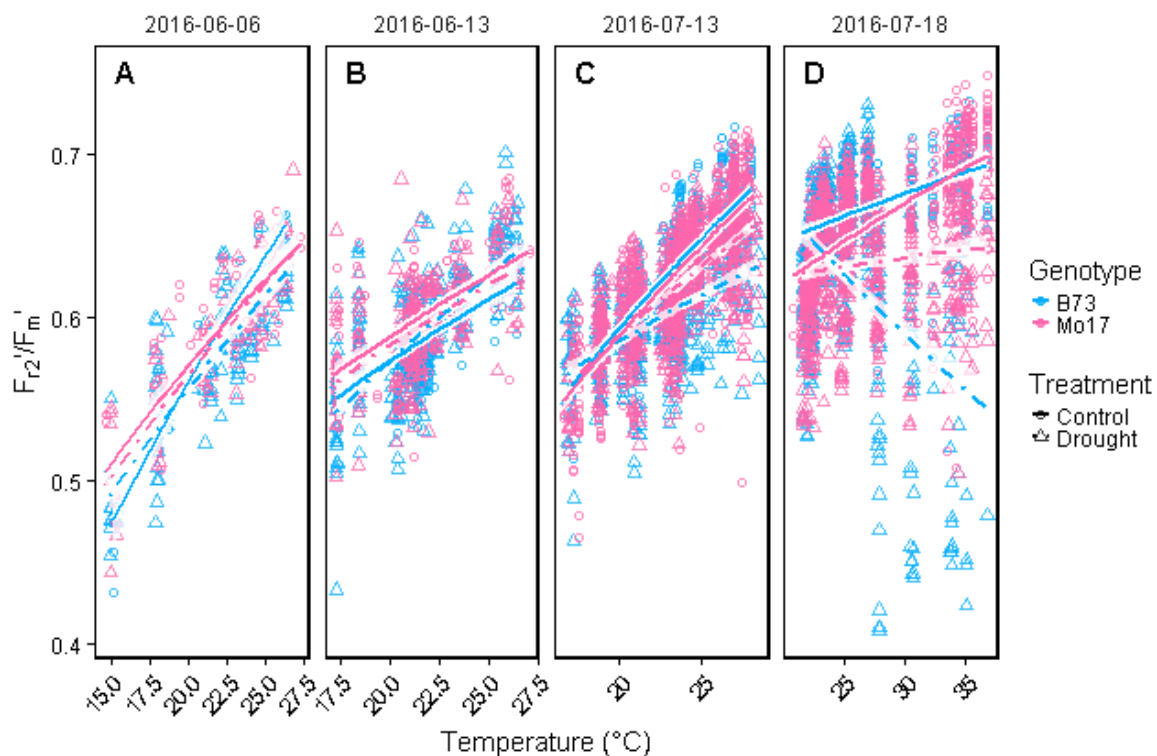 2016-06-06 2016-06-13 2016-07-13 2016-07-18
A B C D
0.7
0.6
0.5
0.4
Fr2'/Fm'
15.0 17.5 20.0 22.5 25.0 27.5 17.5 20.0 22.5 25.0 27.5 20 25 25 30 35
Temperature (°C)
Genotype
B73
Mo17
Treatment
Control
Drought